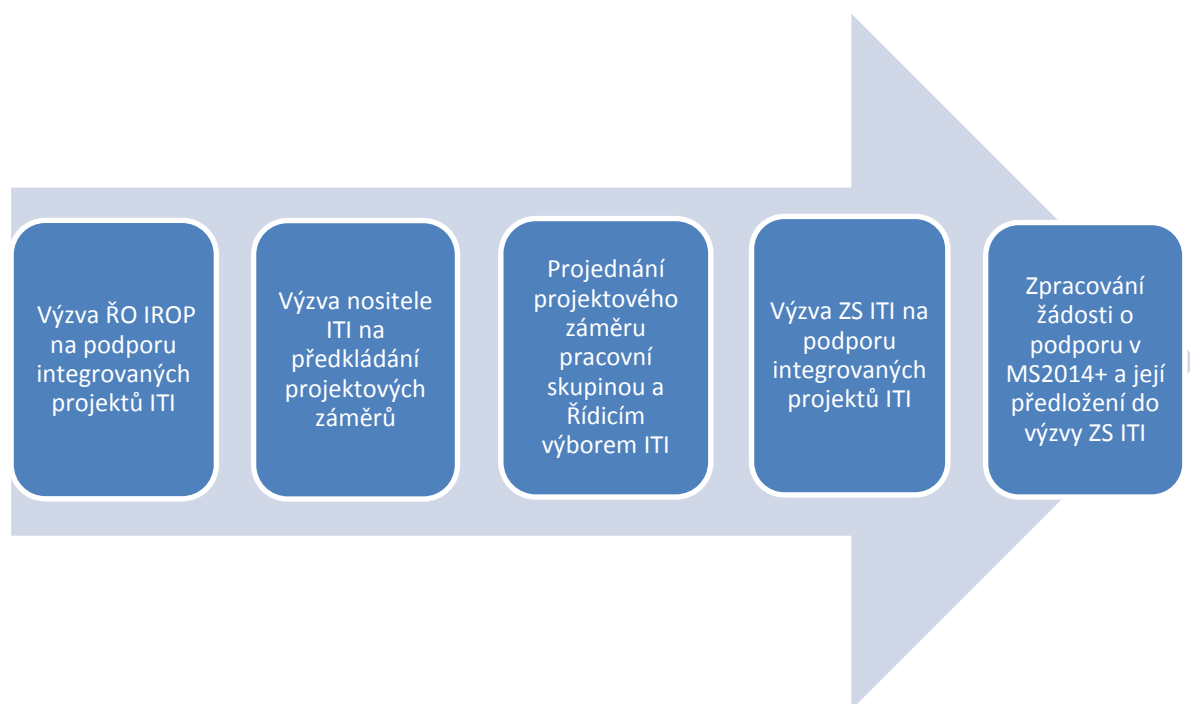 Výzva ŘO IROP
na podporu
integrovaných
projektů ITI
Výzva nositele
ITI na
předkládání
projektových
záměrů
Projednání
projektového
záměru
pracovní
skupinou a
Řídicím
výborem ITI
Výzva ZS ITI na
podporu
integrovaných
projektů ITI
Zpracování
žádosti o
podporu v
MS2014+ a její
předložení do
výzvy ZS ITI